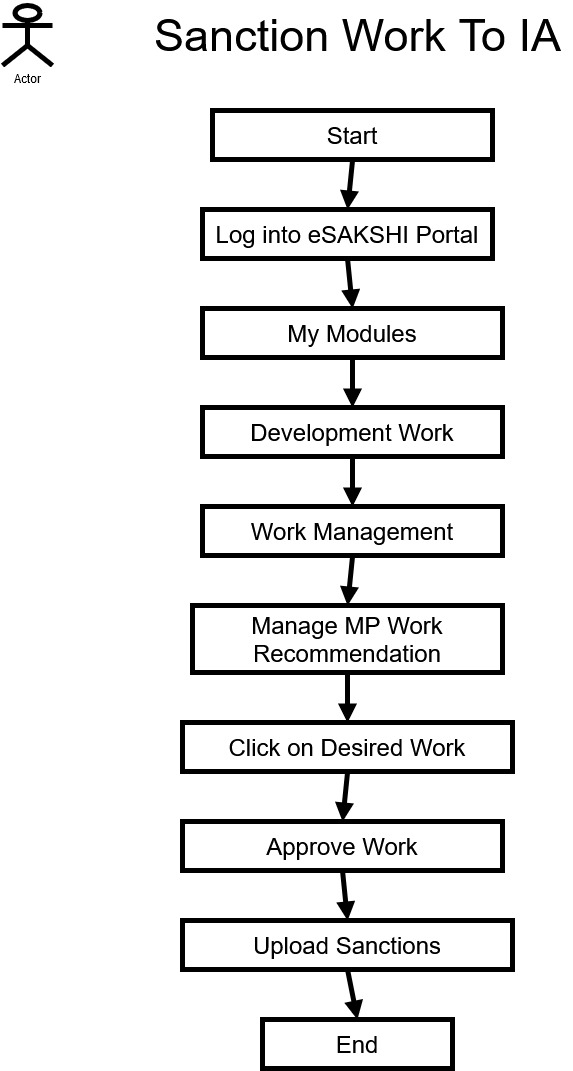 Sanction Work To IA
Actor
Start
Log into eSAKSHI Portal
My Modules
Development Work
Work Management
Manage MP Work
Recommendation
Click on Desired Work
Approve Work
Upload Sanctions
End